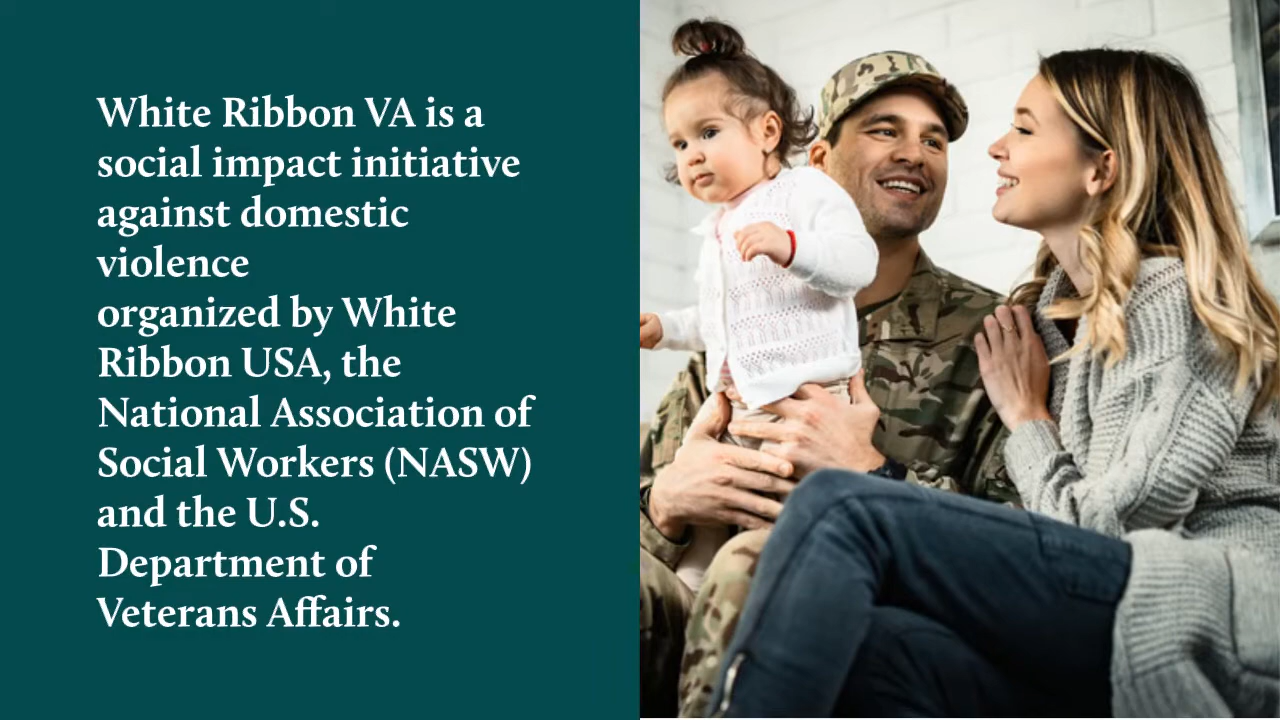 White Ribbon VA is a
social impact initiative
against domestic
violence
organized by White
Ribbon USA, the
National Association of
Social Workers (NASW)
and the U.S.
Department of
Veterans Affairs.